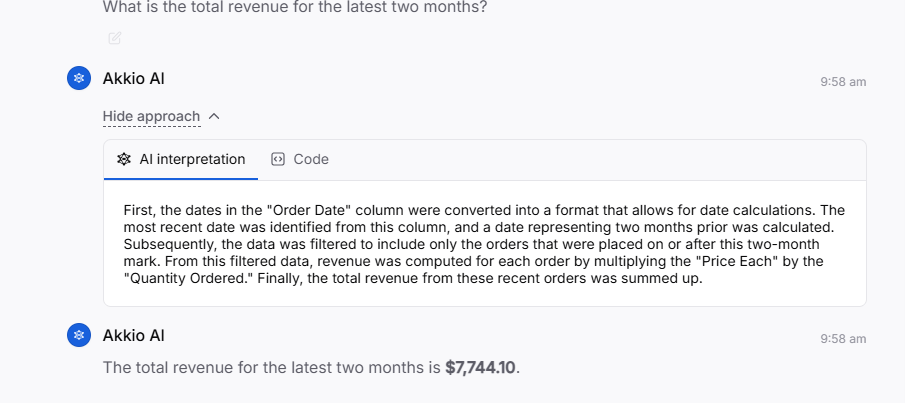 What is the total revenue for the latest two months?
Akkio AI
9:58 am
Hide approach
AI interpretation
Code
First, the dates in the "Order Date" column were converted into a format that allows for date calculations. The
most recent date was identified from this column, and a date representing two months prior was calculated.
Subsequently, the data was filtered to include only the orders that were placed on or after this two-month
mark. From this filtered data, revenue was computed for each order by multiplying the "Price Each" by the
"Quantity Ordered." Finally, the total revenue from these recent orders was summed up.
Akkio AI
9:58 am
The total revenue for the latest two months is $7,744.10.